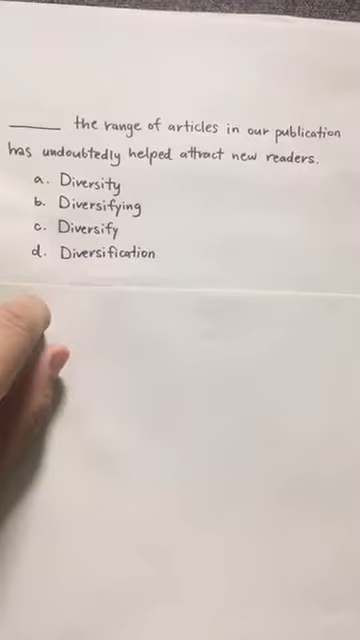 _____ the range of articles in our publication
has undoubtedly helped attract new readers.
a. Diversity
b. Diversifying
c. Diversify
d. Diversification